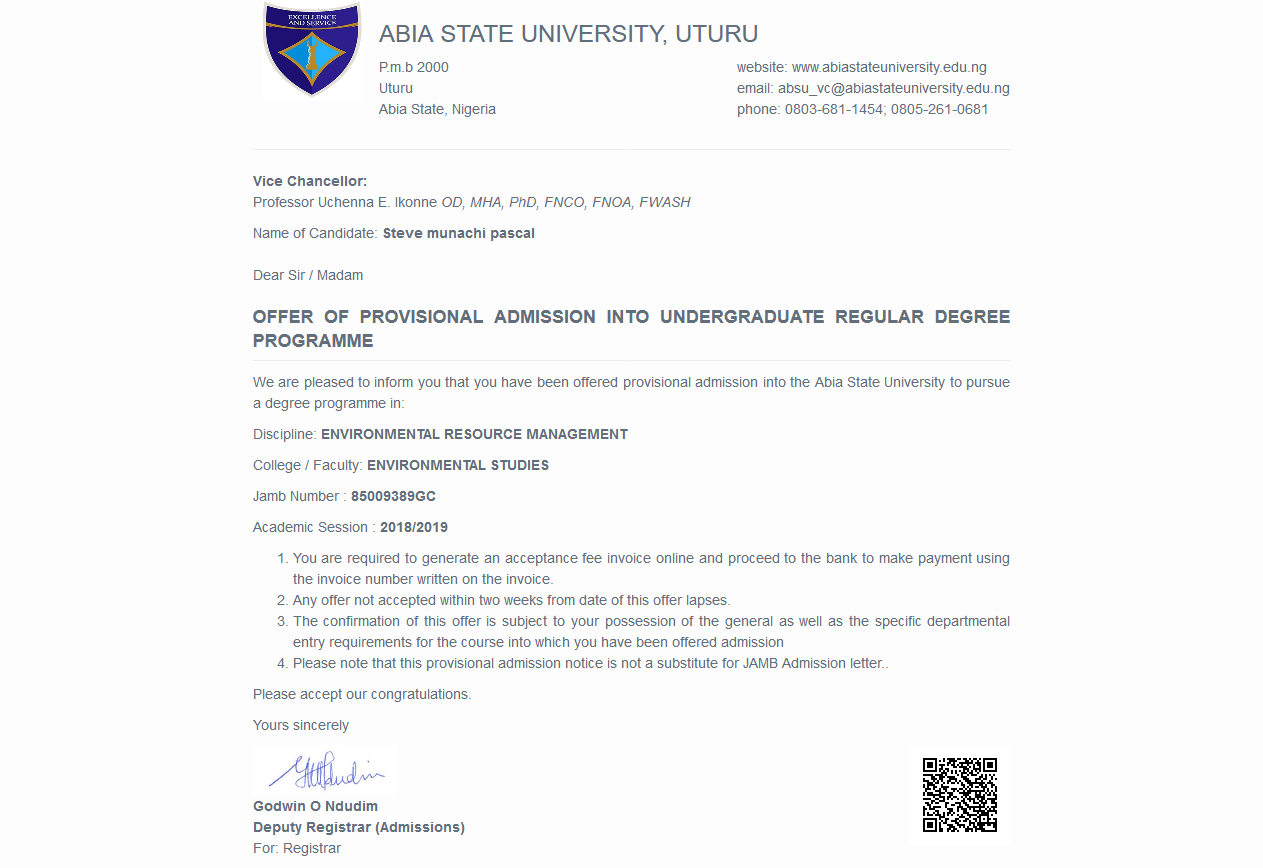 EXCELLENCE
AND SERVICE
ABIA STATE UNIVERSITY, UTURU
P.m.b 2000
Uturu
Abia State, Nigeria
website: www.abiastateuniversity.edu.ng
email: absu_vc@abiastateuniversity.edu.ng
phone: 0803-681-1454; 0805-261-0681
Vice Chancellor:
Professor Uchenna E. Ikonne OD, MHA, PhD, FNCO, FNOA, FWASH
Name of Candidate: Steve munachi pascal
Dear Sir / Madam
OFFER OF PROVISIONAL ADMISSION INTO UNDERGRADUATE REGULAR DEGREE
PROGRAMME
We are pleased to inform you that you have been offered provisional admission into the Abia State University to pursue
a degree programme in:
Discipline: ENVIRONMENTAL RESOURCE MANAGEMENT
College / Faculty: ENVIRONMENTAL STUDIES
Jamb Number : 85009389GC
Academic Session : 2018/2019
1. You are required to generate an acceptance fee invoice online and proceed to the bank to make payment using
the invoice number written on the invoice.
2. Any offer not accepted within two weeks from date of this offer lapses.
3. The confirmation of this offer is subject to your possession of the general as well as the specific departmental
entry requirements for the course into which you have been offered admission
4. Please note that this provisional admission notice is not a substitute for JAMB Admission letter..
Please accept our congratulations.
Yours sincerely
Godwin O Ndudim
Deputy Registrar (Admissions)
For: Registrar